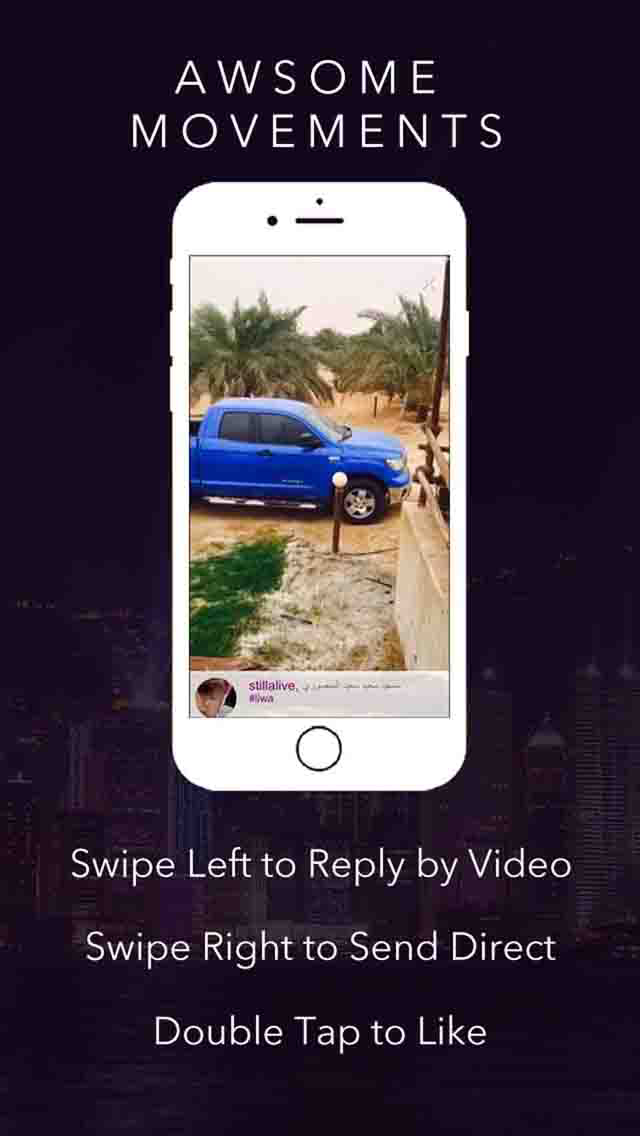 AWSOME
MOVEMENTS
stillalive,
#liwa
Swipe Left to Reply by Video
Swipe Right to Send Direct
Double Tap to Like